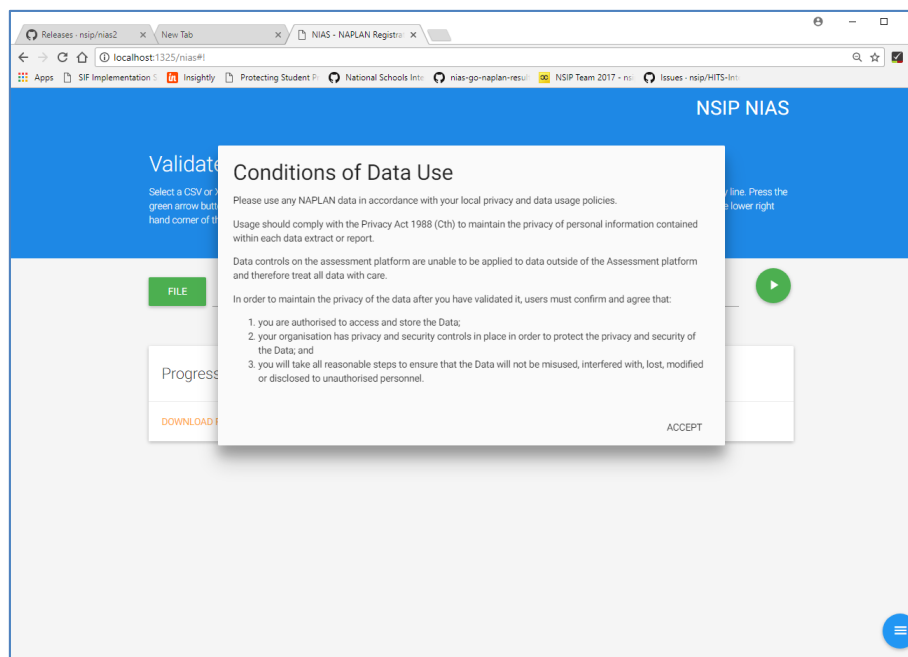 Releases · nsip/nias2
New Tab
NIAS - NAPLAN Registrat
localhost:1325/nias#!
Apps
SIF Implementation S
Insightly
Protecting Student Pr
National Schools Inte
nias-go-naplan-resul
NSIP Team 2017 - nsi
Issues · nsip/HITS-Int
NSIP NIAS
Validate
Select a CSV or X
line. Press the
green arrow butt
lower right
hand corner of th
Conditions of Data Use
Please use any NAPLAN data in accordance with your local privacy and data usage policies.
Usage should comply with the Privacy Act 1988 (Cth) to maintain the privacy of personal information contained
within each data extract or report.
Data controls on the assessment platform are unable to be applied to data outside of the Assessment platform
and therefore treat all data with care.
In order to maintain the privacy of the data after you have validated it, users must confirm and agree that:
1. you are authorised to access and store the Data;
2. your organisation has privacy and security controls in place in order to protect the privacy and security of
the Data; and
3. you will take all reasonable steps to ensure that the Data will not be misused, interfered with, lost, modified
or disclosed to unauthorised personnel.
ACCEPT
FILE
Progress
DOWNLOAD